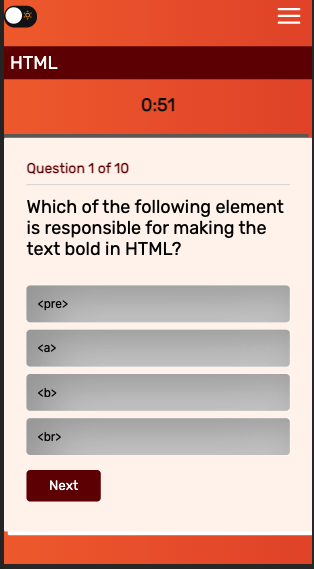 HTML
0:51
Question 1 of 10
Which of the following element
is responsible for making the
text bold in HTML?
<pre>
<a>
<b>
<br>
Next